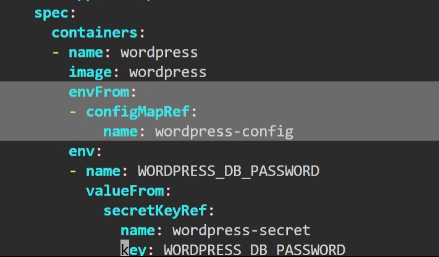 spec:
containers:
- name: wordpress
image: wordpress
envFrom:
- configMapRef:
name: wordpress-config
env:
- name: WORDPRESS_DB_PASSWORD
valueFrom:
secretKeyRef:
name: wordpress-secret
key: WORDPRESS_DB_PASSWORD